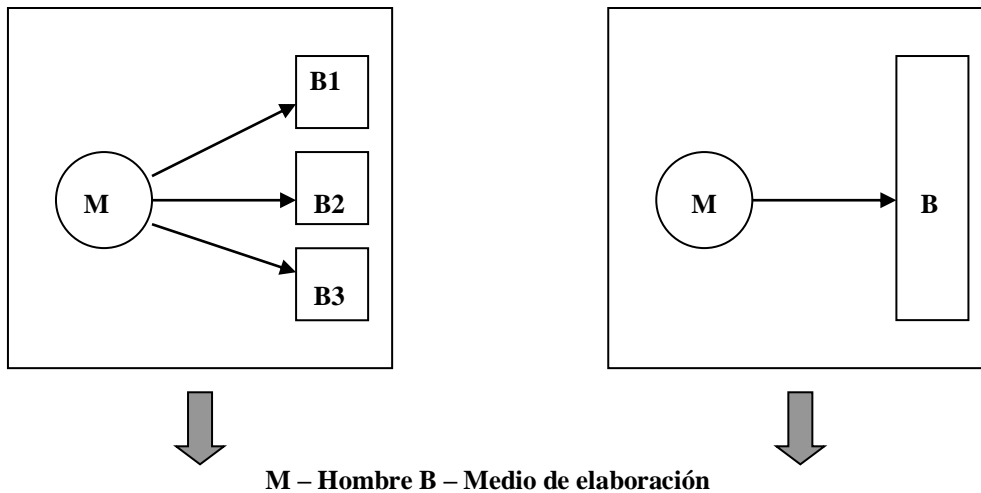 B1
M
B2
B3
M
B
M – Hombre B – Medio de elaboración